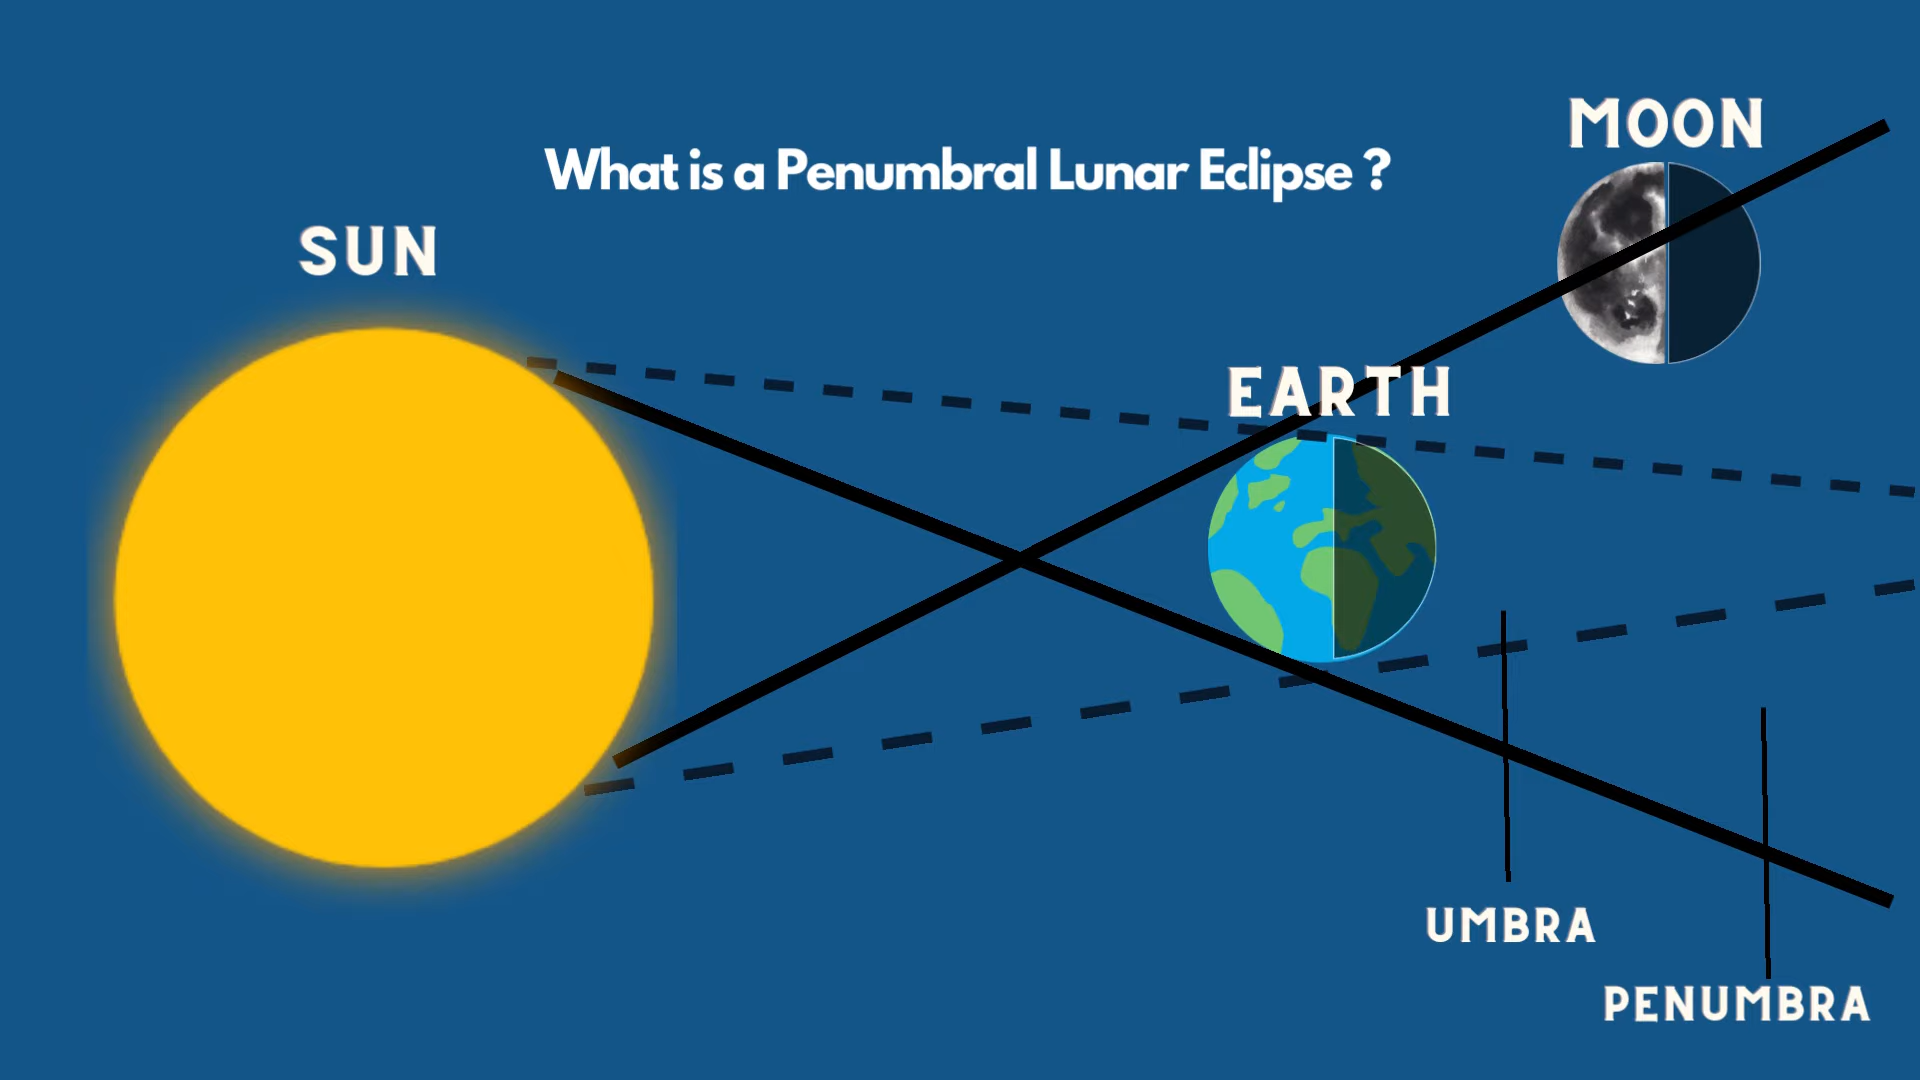 MOON
What is a Penumbral Lunar Eclipse ?
SUN
EARTH
UMBRA
PENUMBRA